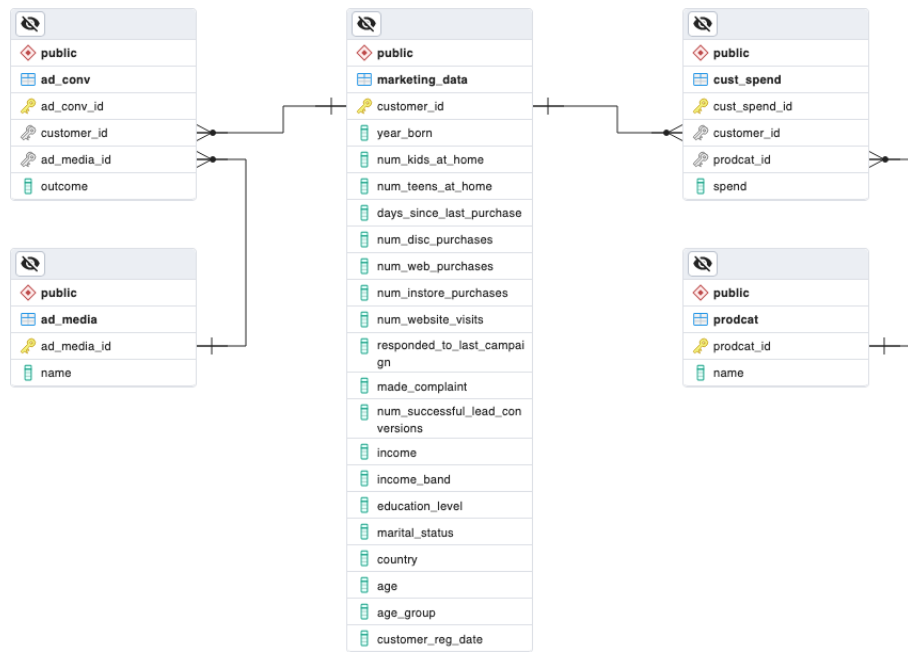 public
ad_conv
ad_conv_id
customer_id
ad_media_id
outcome
public
ad_media
ad_media_id
name
public
marketing_data
customer_id
year_born
num_kids_at_home
num_teens_at_home
days_since_last_purchase
num_disc_purchases
num_web_purchases
num_instore_purchases
num_website_visits
responded_to_last_campai
gn
made_complaint
num_successful_lead_con
versions
income
income_band
education_level
marital_status
country
age
age_group
customer_reg_date
public
cust_spend
cust_spend_id
customer_id
prodcat_id
spend
public
prodcat
prodcat_id
name